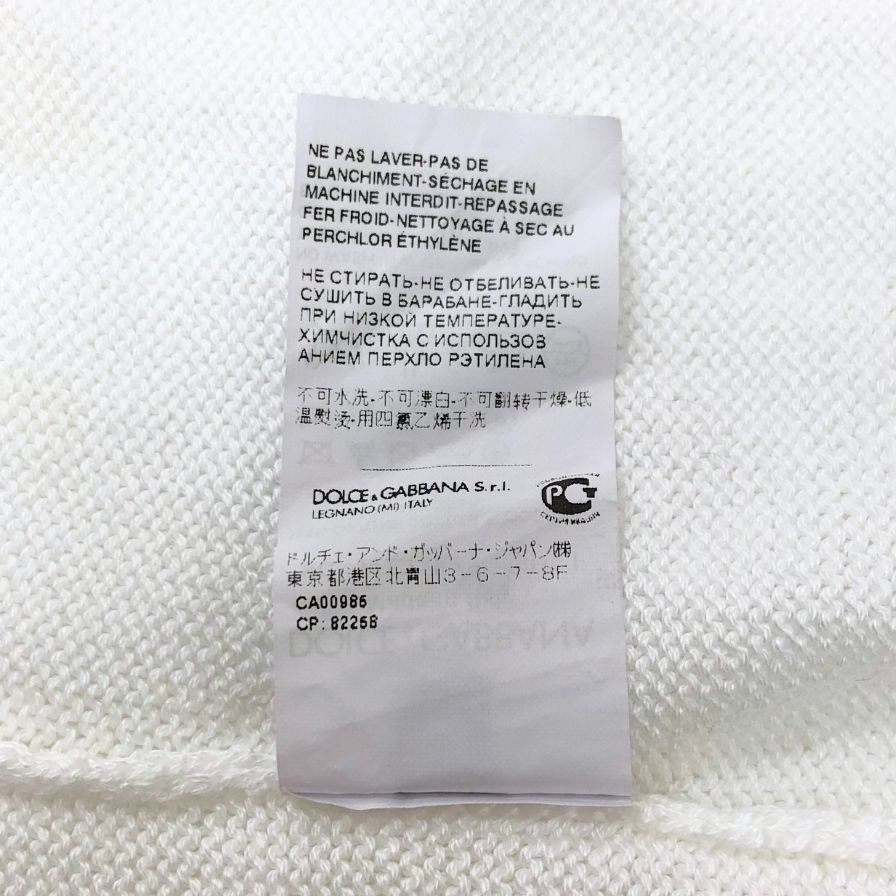 NE PAS LAVER-PAS DE
BLANCHIMENT-SÉCHAGE EN
MACHINE INTERDIT-REPASSAGE
FER FROID-NETTOYAGE À SEC AU
PERCHLOR ÉTHYLÈNE
НЕ СТИРАТЬ-НЕ ОТБЕЛИВАТЬ-НЕ
СУШИТЬ В БАРАБАНЕ-ГЛАДИТЬ
ПРИ НИЗКОЙ ТЕМПЕРАТУРЕ-
ХИМЧИСТКА С ИСПОЛЬЗОВ
АНИЕМ ПЕРХЛО РЭТИЛЕНА
不可水洗-不可漂白-不可翻转干燥-低
温熨烫-用四氯乙烯干洗
DOLCE & GABBANA S.r.l.
LEGNANO (MI) ITALY
PCT
ドルチェ・アンド・ガッバーナ・ジャパン㈱
東京都港区北青山3-6-7-8F
CA00986
CP: 82268
DOLCE & GABBANA